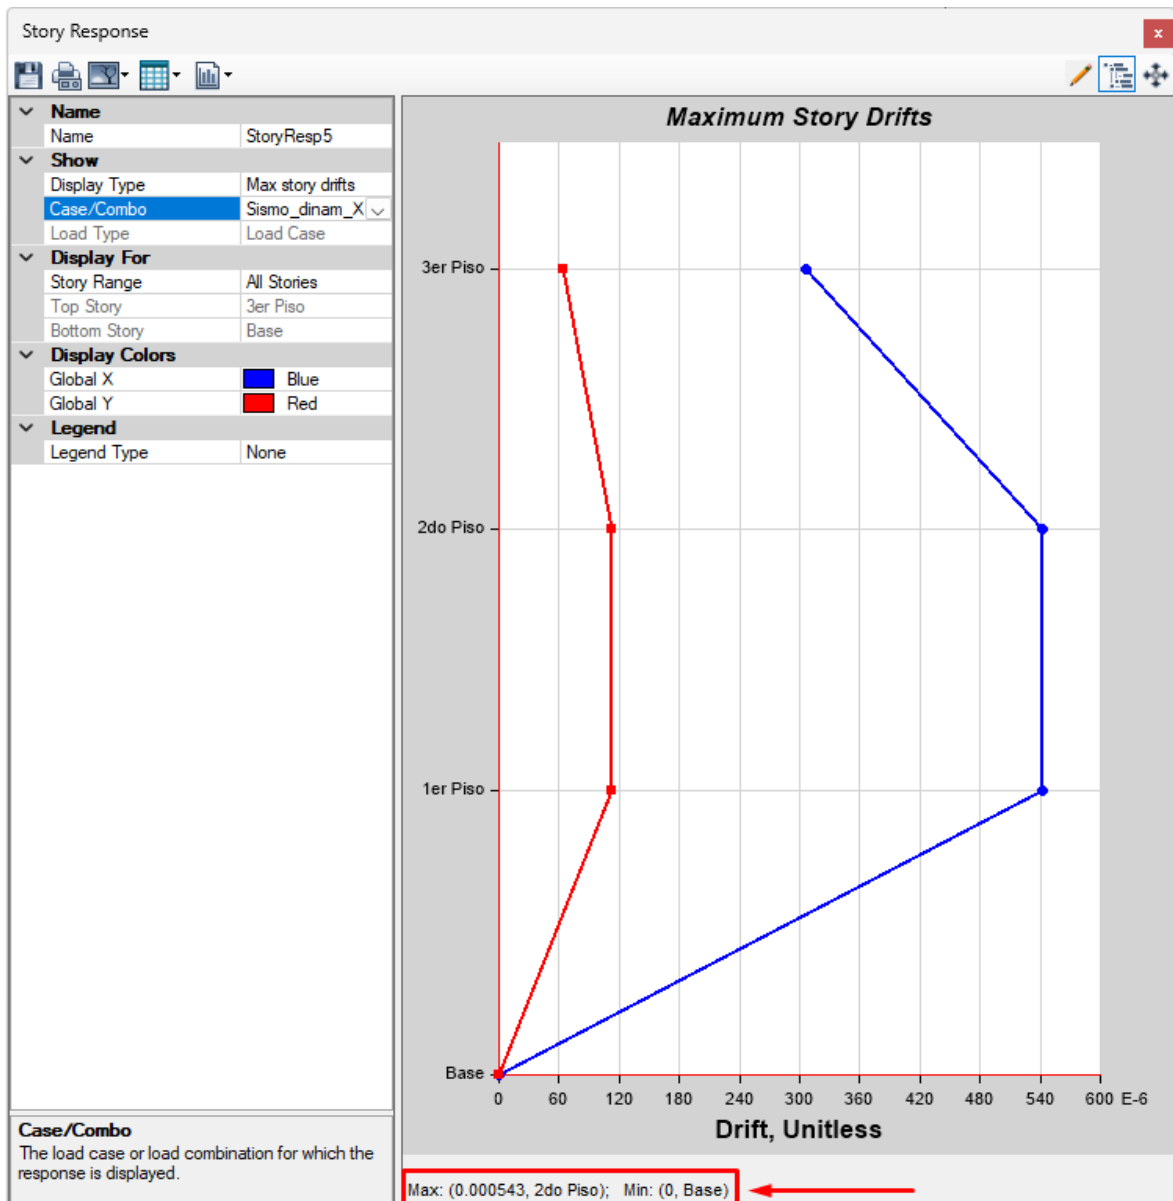 Story Response
x
Name
Name StoryResp5
Show
Display Type Max story drifts
Case/Combo Sismo_dinam_X
Load Type Load Case
Display For
Story Range All Stories
Top Story 3er Piso
Bottom Story Base
Display Colors
Global X Blue
Global Y Red
Legend
Legend Type None
Case/Combo
The load case or load combination for which the
response is displayed.
Maximum Story Drifts
3er Piso
2do Piso
1er Piso
Base
0 60 120 180 240 300 360 420 480 540 600 E-6
Drift, Unitless
Max: (0.000543, 2do Piso); Min: (0, Base)